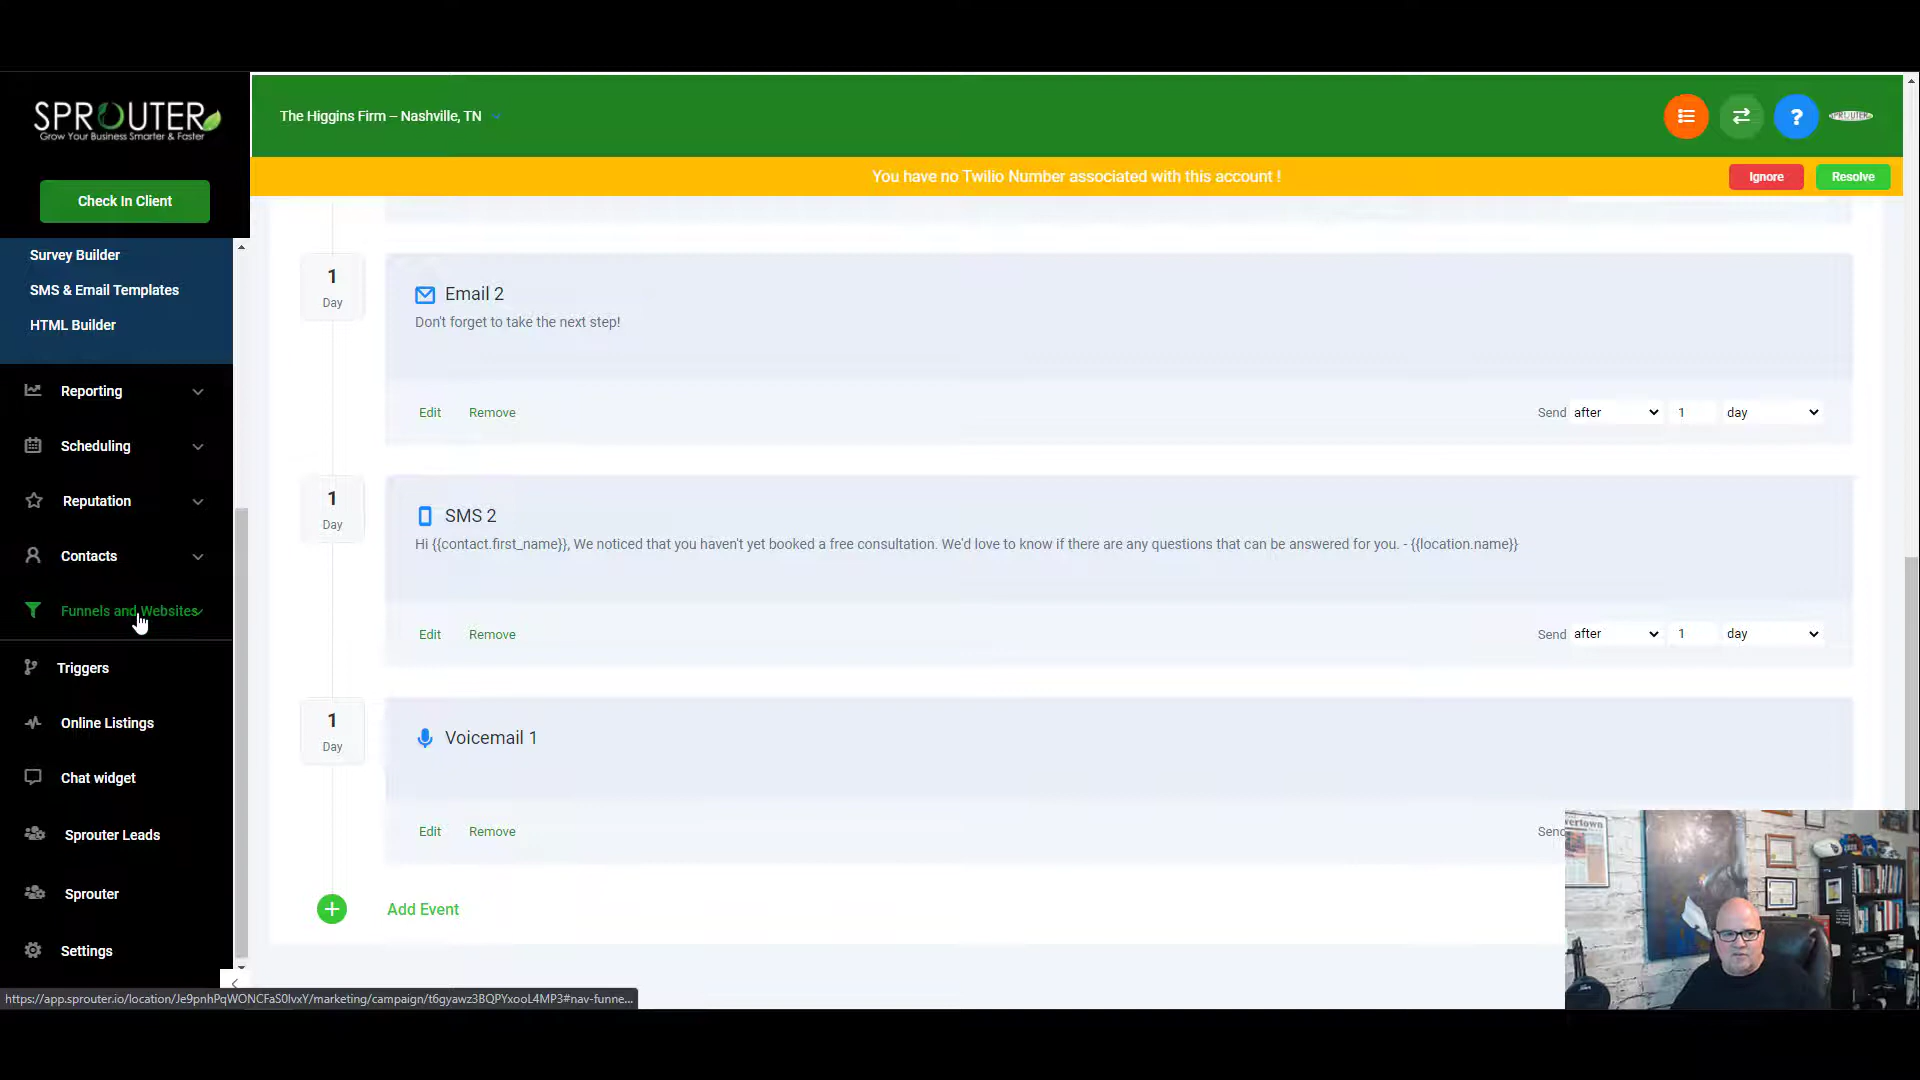 SPROUTER
Grow Your Business Smarter & Faster
Check In Client
Survey Builder
SMS & Email Templates
HTML Builder
Reporting
Scheduling
Reputation
Contacts
Funnels and Websites
Triggers
Online Listings
Chat widget
Sprouter Leads
Sprouter
Settings
The Higgins Firm – Nashville, TN
?
SPROUTER
You have no Twilio Number associated with this account !
Ignore
Resolve
1
Day
Email 2
Don't forget to take the next step!
Edit
Remove
Send after 1 day
1
Day
SMS 2
Hi {{contact.first_name}}, We noticed that you haven't yet booked a free consultation. We'd love to know if there are any questions that can be answered for you. - {{location.name}}
Edit
Remove
Send after 1 day
1
Day
Voicemail 1
Edit
Remove
Send
Add Event
https://app.sprouter.io/location/Je9pnhPqWONCFaS0lvxY/marketing/campaign/t6gyawz3BQPYxooL4MP3#nav-funne...